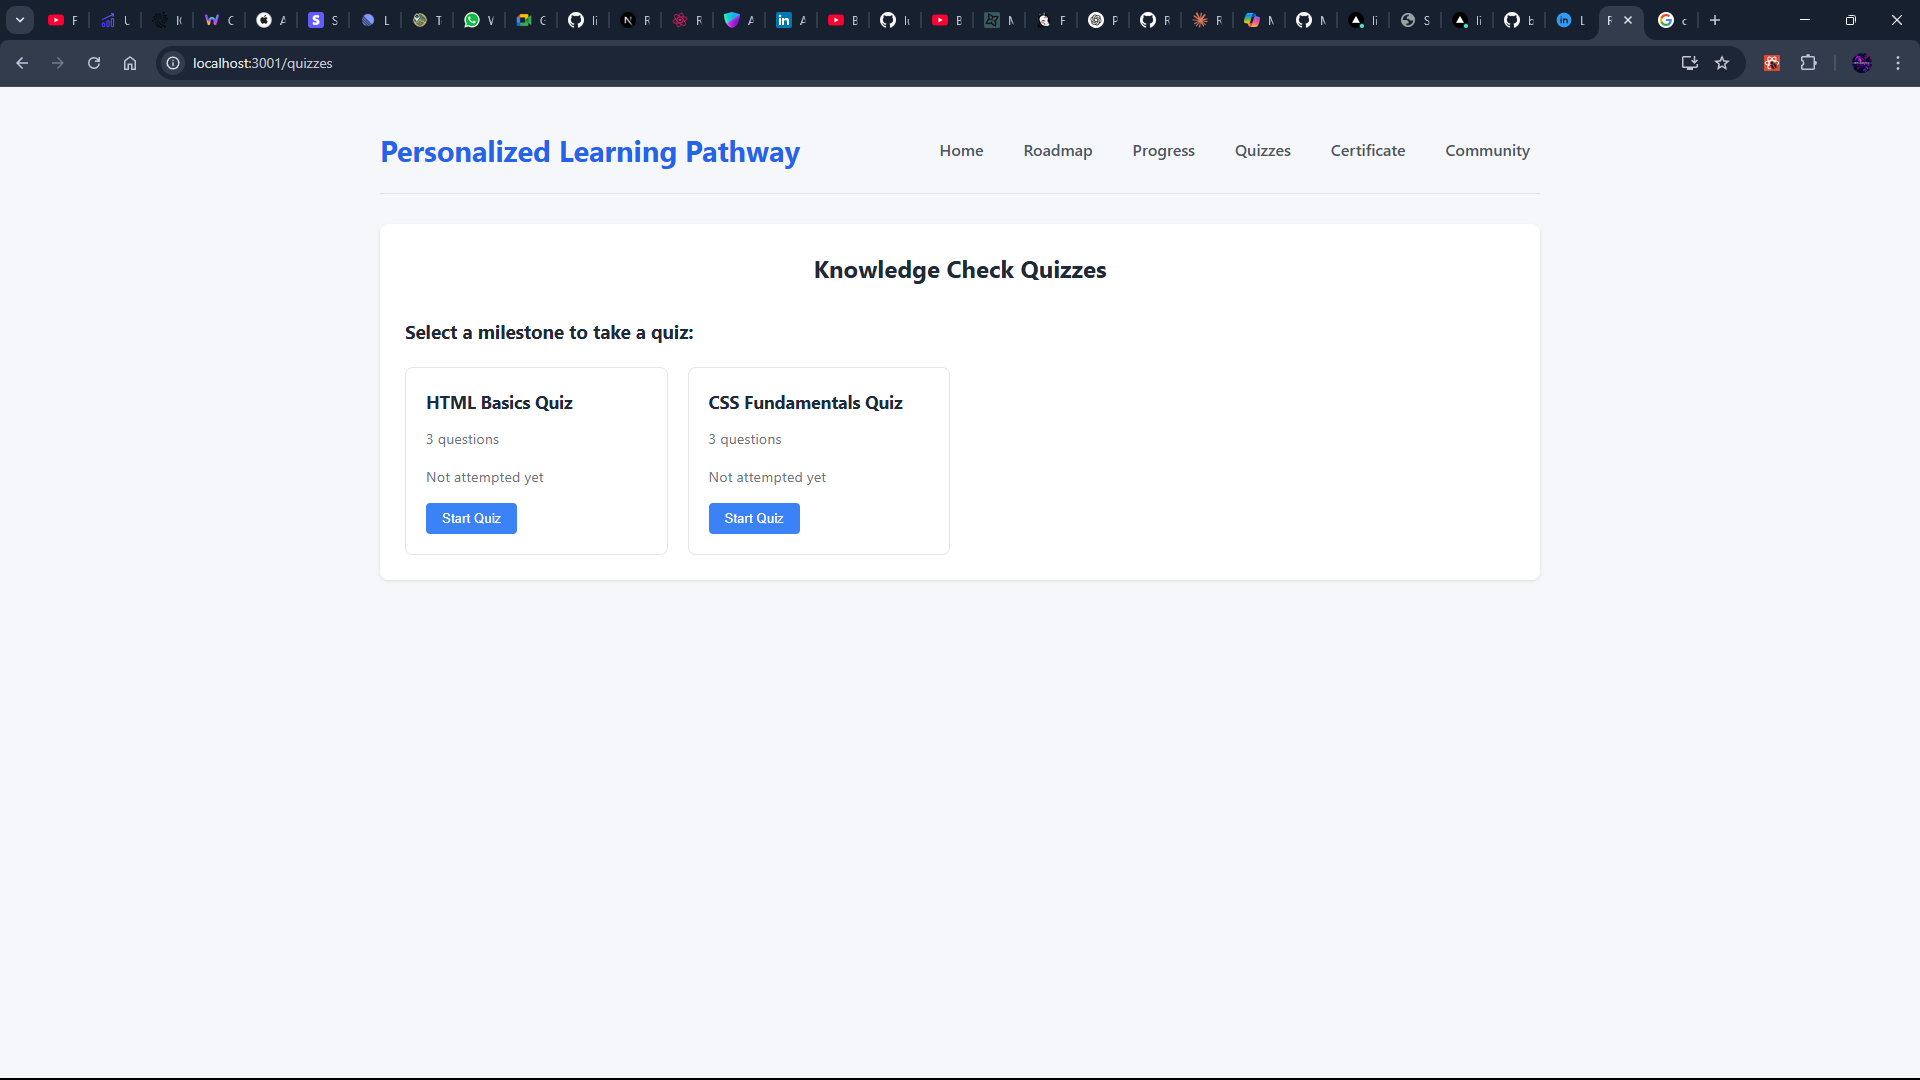 localhost:3001/quizzes
Personalized Learning Pathway
Home Roadmap Progress Quizzes Certificate Community
Knowledge Check Quizzes
Select a milestone to take a quiz:
HTML Basics Quiz
3 questions
Not attempted yet
Start Quiz
CSS Fundamentals Quiz
3 questions
Not attempted yet
Start Quiz